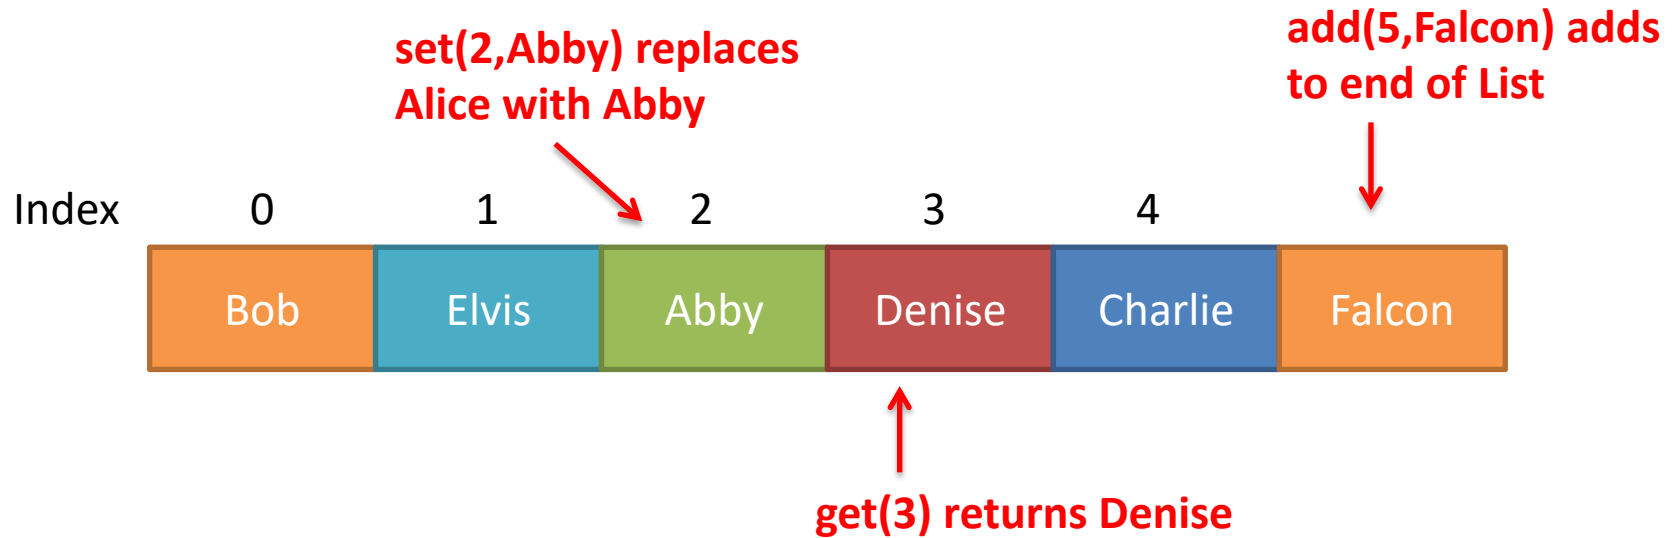 set(2,Abby) replaces
Alice with Abby
add(5,Falcon) adds
to end of List
Index 0 1 2 3 4
Bob Elvis Abby Denise Charlie Falcon
get(3) returns Denise